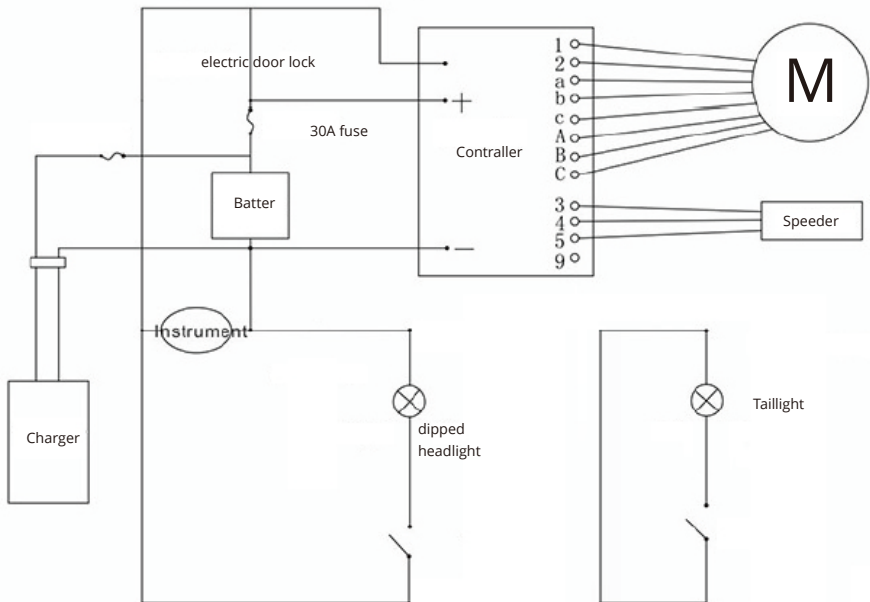 electric door lock
30A fuse
Contraller
+
−
1
2
a
b
c
A
B
C
3
4
5
9
M
Speeder
Batter
Instrument
Charger
dipped
headlight
Taillight